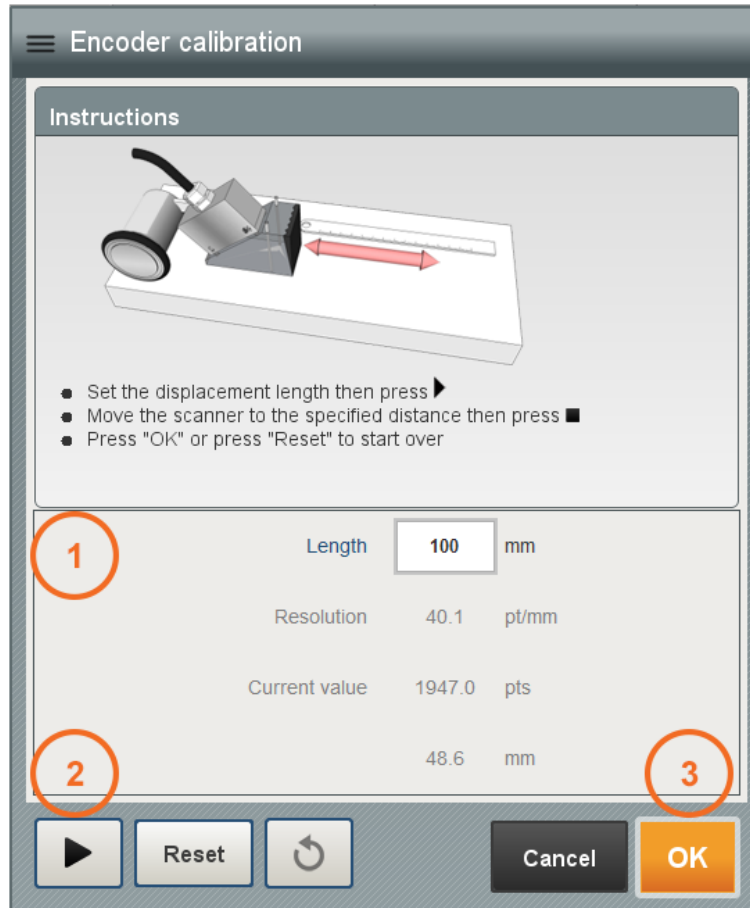 Encoder calibration
Instructions
Set the displacement length then press
Move the scanner to the specified distance then press
Press "OK" or press "Reset" to start over
1
Length 100 mm
Resolution 40.1 pt/mm
Current value 1947.0 pts
48.6 mm
2
3
Reset
Cancel
OK